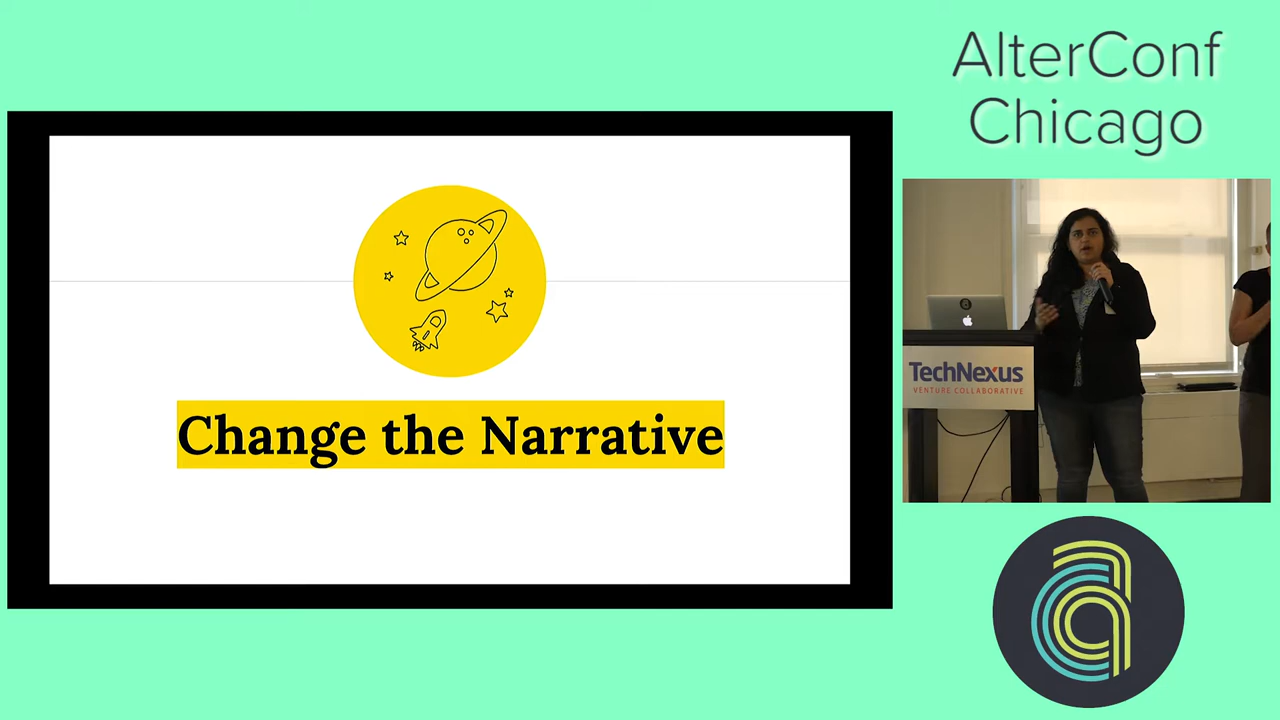 AlterConf
Chicago
Change the Narrative
TechNexus
VENTURE COLLABORATIVE